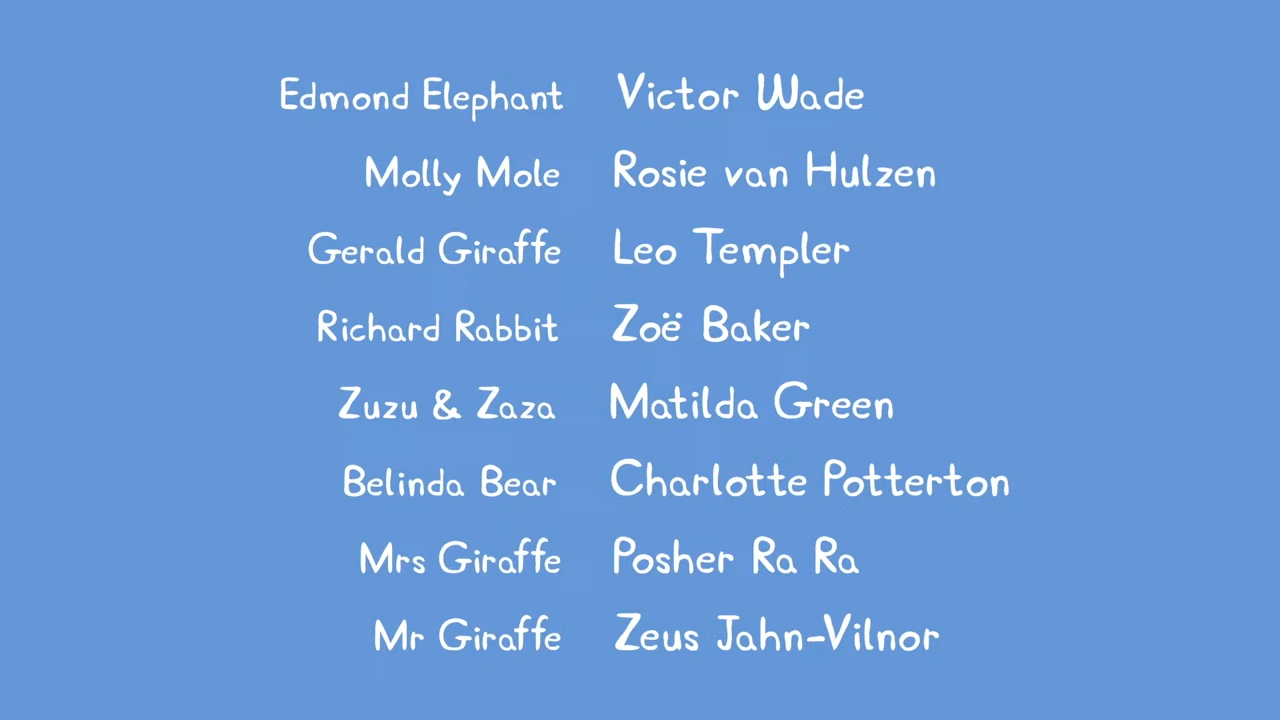 Edmond Elephant Victor Wade
Molly Mole Rosie van Hulzen
Gerald Giraffe Leo Templer
Richard Rabbit Zoë Baker
Zuzu & Zaza Matilda Green
Belinda Bear Charlotte Potterton
Mrs Giraffe Posher Ra Ra
Mr Giraffe Zeus Jahn-Vilnor